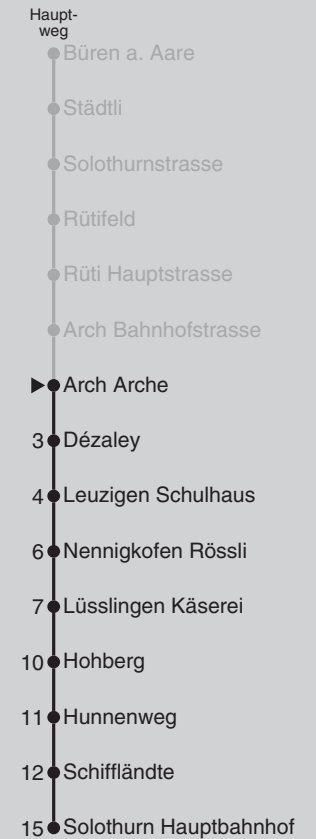 Haupt-
weg
Büren a. Aare
Städtli
Solothurnstrasse
Rütifeld
Rüti Hauptstrasse
Arch Bahnhofstrasse
Arch Arche
3 Dézaley
4 Leuzigen Schulhaus
6 Nennigkofen Rössli
7 Lüsslingen Käserei
10 Hohberg
11 Hunnenweg
12 Schiffländte
15 Solothurn Hauptbahnhof